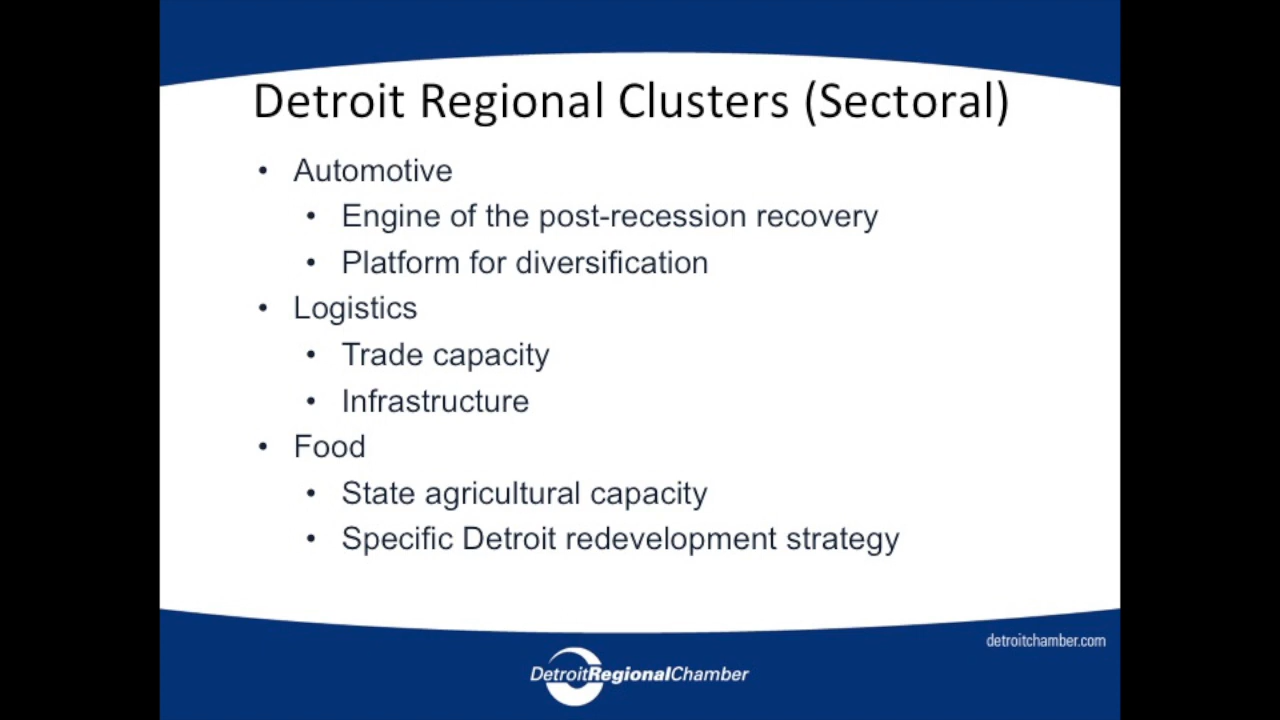 Detroit Regional Clusters (Sectoral)
• Automotive
• Engine of the post-recession recovery
• Platform for diversification
• Logistics
• Trade capacity
• Infrastructure
• Food
• State agricultural capacity
• Specific Detroit redevelopment strategy
detroitchamber.com
DetroitRegionalChamber